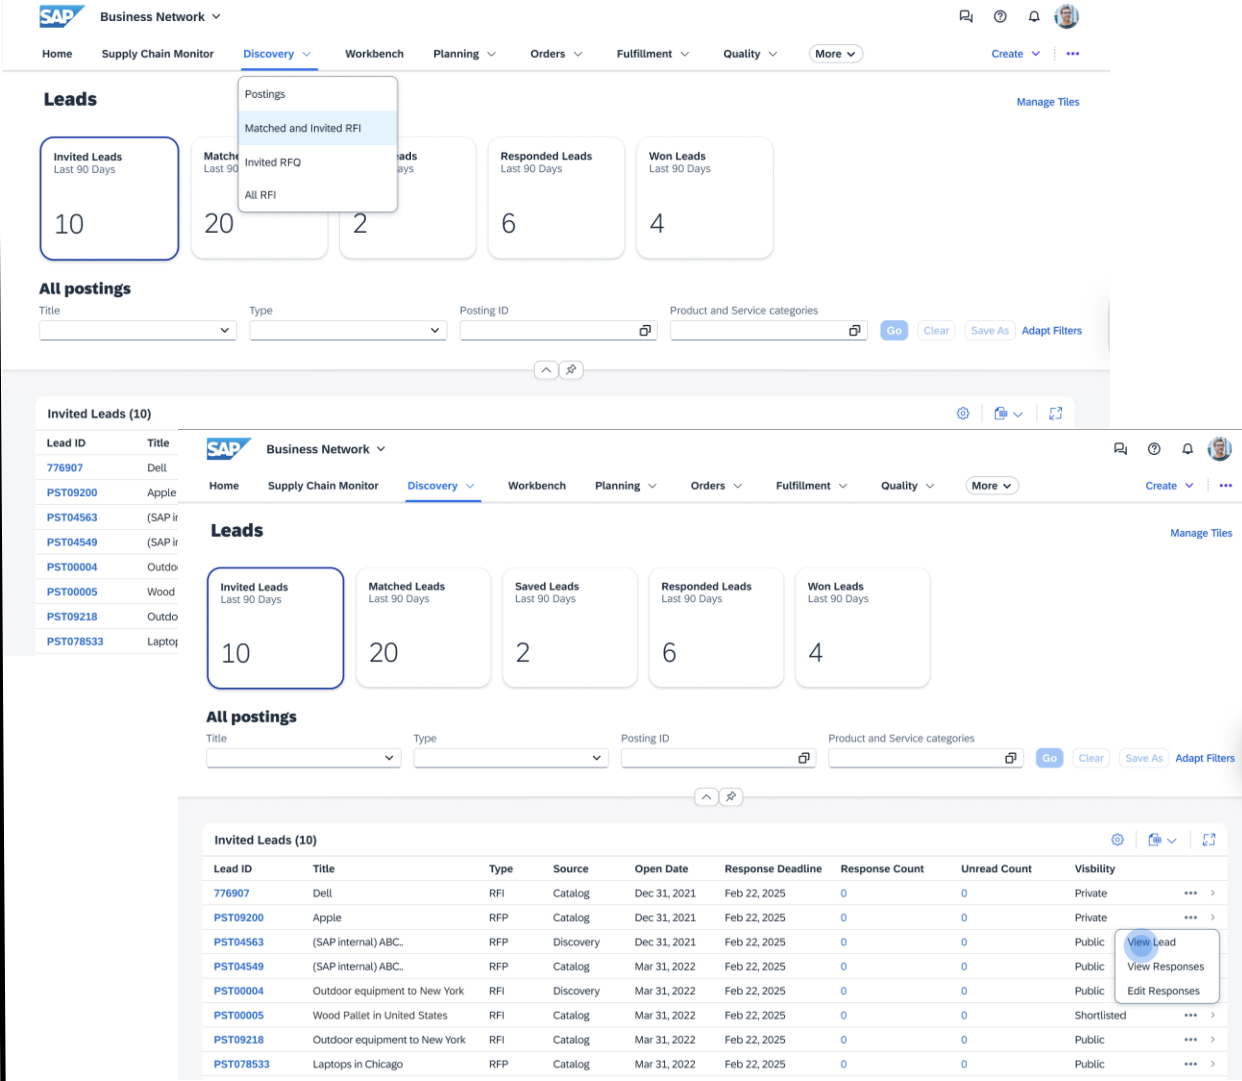 SAP Business Network
Home Supply Chain Monitor Discovery Workbench Planning Orders Fulfillment Quality More Create
Leads
Manage Tiles
Postings
Matched and Invited RFI
Invited RFQ
All RFI
Invited Leads
Last 90 Days
10
Matche
Last 90
20
ads
ays
2
Responded Leads
Last 90 Days
6
Won Leads
Last 90 Days
4
All postings
Title Type Posting ID Product and Service categories
Go Clear Save As Adapt Filters
Invited Leads (10)
Lead ID Title
776907 Dell
PST09200 Apple
PST04563 (SAP in
PST04549 (SAP in
PST00004 Outdo
PST00005 Wood
PST09218 Outdo
PST078533 Laptop
SAP Business Network
Home Supply Chain Monitor Discovery Workbench Planning Orders Fulfillment Quality More Create
Leads
Manage Tiles
Invited Leads
Last 90 Days
10
Matched Leads
Last 90 Days
20
Saved Leads
Last 90 Days
2
Responded Leads
Last 90 Days
6
Won Leads
Last 90 Days
4
All postings
Title Type Posting ID Product and Service categories
Go Clear Save As Adapt Filters
Invited Leads (10)
Lead ID Title Type Source Open Date Response Deadline Response Count Unread Count Visbility
776907 Dell RFI Catalog Dec 31, 2021 Feb 22, 2025 0 0 Private
PST09200 Apple RFP Catalog Dec 31, 2021 Feb 22, 2025 0 0 Private
PST04563 (SAP internal) ABC.. RFP Discovery Dec 31, 2021 Feb 22, 2025 0 0 Public
PST04549 (SAP internal) ABC.. RFP Catalog Mar 31, 2022 Feb 22, 2025 0 0 Public
PST00004 Outdoor equipment to New York RFI Discovery Mar 31, 2022 Feb 22, 2025 0 0 Public
PST00005 Wood Pallet in United States RFI Catalog Mar 31, 2022 Feb 22, 2025 0 0 Shortlisted
PST09218 Outdoor equipment to New York RFI Catalog Mar 31, 2022 Feb 22, 2025 0 0 Public
PST078533 Laptops in Chicago RFP Catalog Mar 31, 2022 Feb 22, 2025 0 0 Public
View Lead
View Responses
Edit Responses